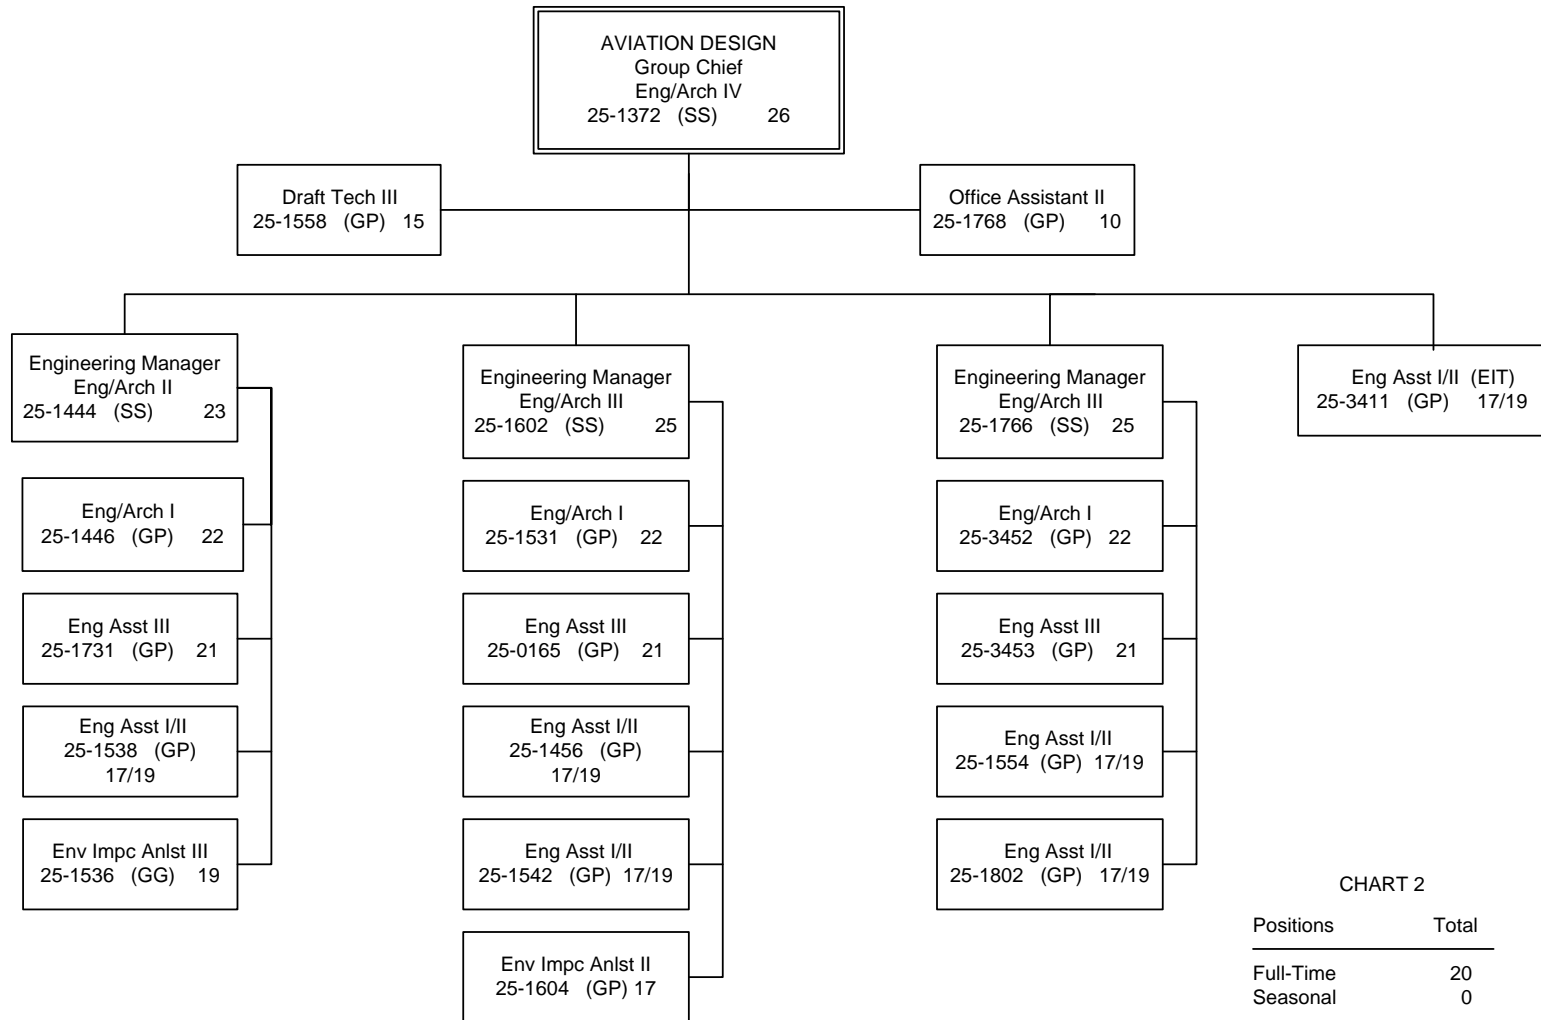 AVIATION DESIGN
Group Chief
Eng/Arch IV
25-1372 (SS) 26
Draft Tech III
25-1558 (GP) 15
Office Assistant II
25-1768 (GP) 10
Engineering Manager
Eng/Arch II
25-1444 (SS) 23
Eng/Arch I
25-1446 (GP) 22
Eng Asst III
25-1731 (GP) 21
Eng Asst I/II
25-1538 (GP)
17/19
Env Impc Anlst III
25-1536 (GG) 19
Engineering Manager
Eng/Arch III
25-1602 (SS) 25
Eng/Arch I
25-1531 (GP) 22
Eng Asst III
25-0165 (GP) 21
Eng Asst I/II
25-1456 (GP)
17/19
Eng Asst I/II
25-1542 (GP) 17/19
Env Impc Anlst II
25-1604 (GP) 17
Engineering Manager
Eng/Arch III
25-1766 (SS) 25
Eng/Arch I
25-3452 (GP) 22
Eng Asst III
25-3453 (GP) 21
Eng Asst I/II
25-1554 (GP) 17/19
Eng Asst I/II
25-1802 (GP) 17/19
Eng Asst I/II (EIT)
25-3411 (GP) 17/19
CHART 2
Positions Total
Full-Time 20
Seasonal 0